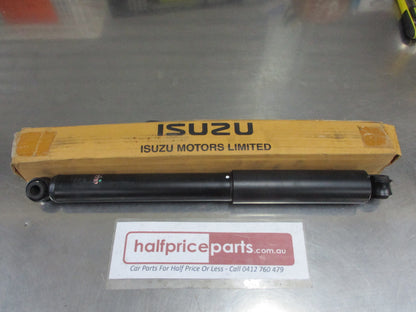 ISUZU
ISUZU MOTORS LIMITED
halfpriceparts.com.au
Car Parts For Half Price Or Less - Call 0412 760 479